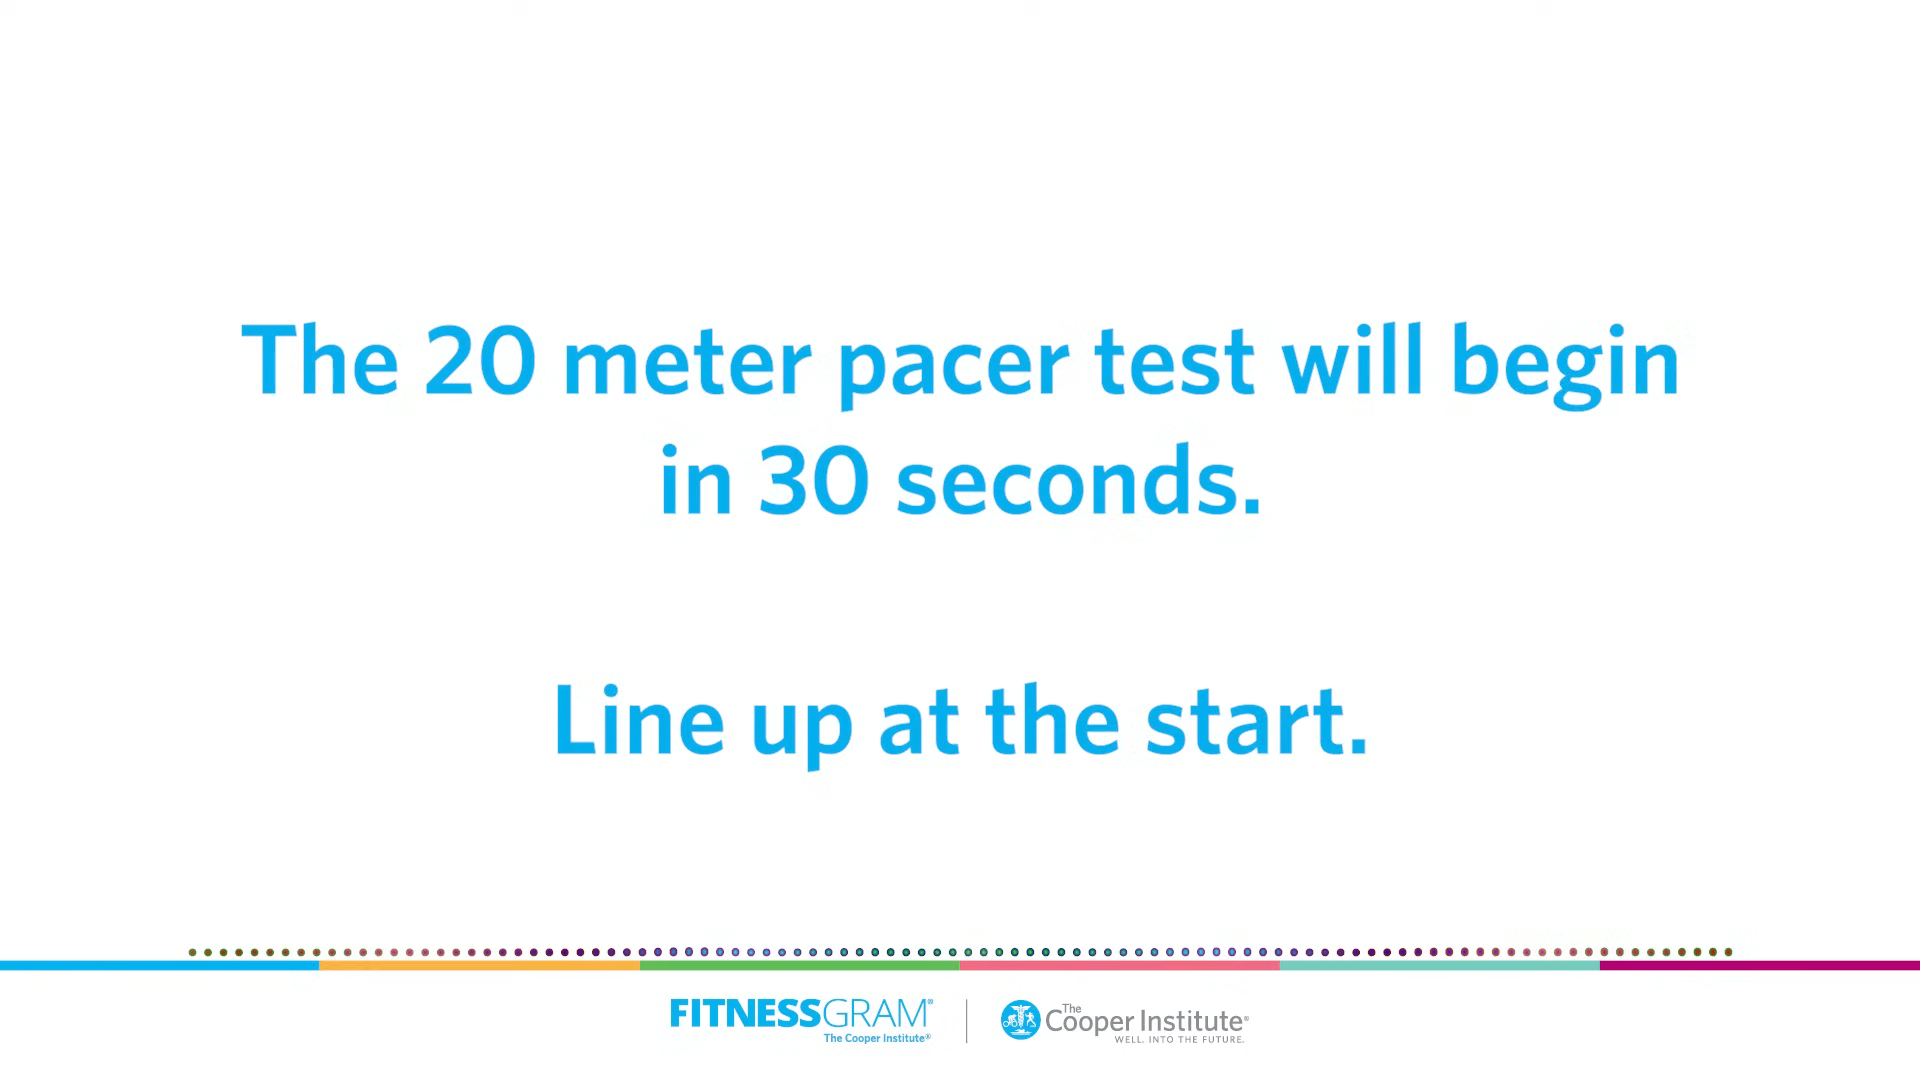 The 20 meter pacer test will begin
in 30 seconds.
Line up at the start.
FITNESSGRAM®
The Cooper Institute®
The
Cooper Institute®
WELL. INTO THE FUTURE.